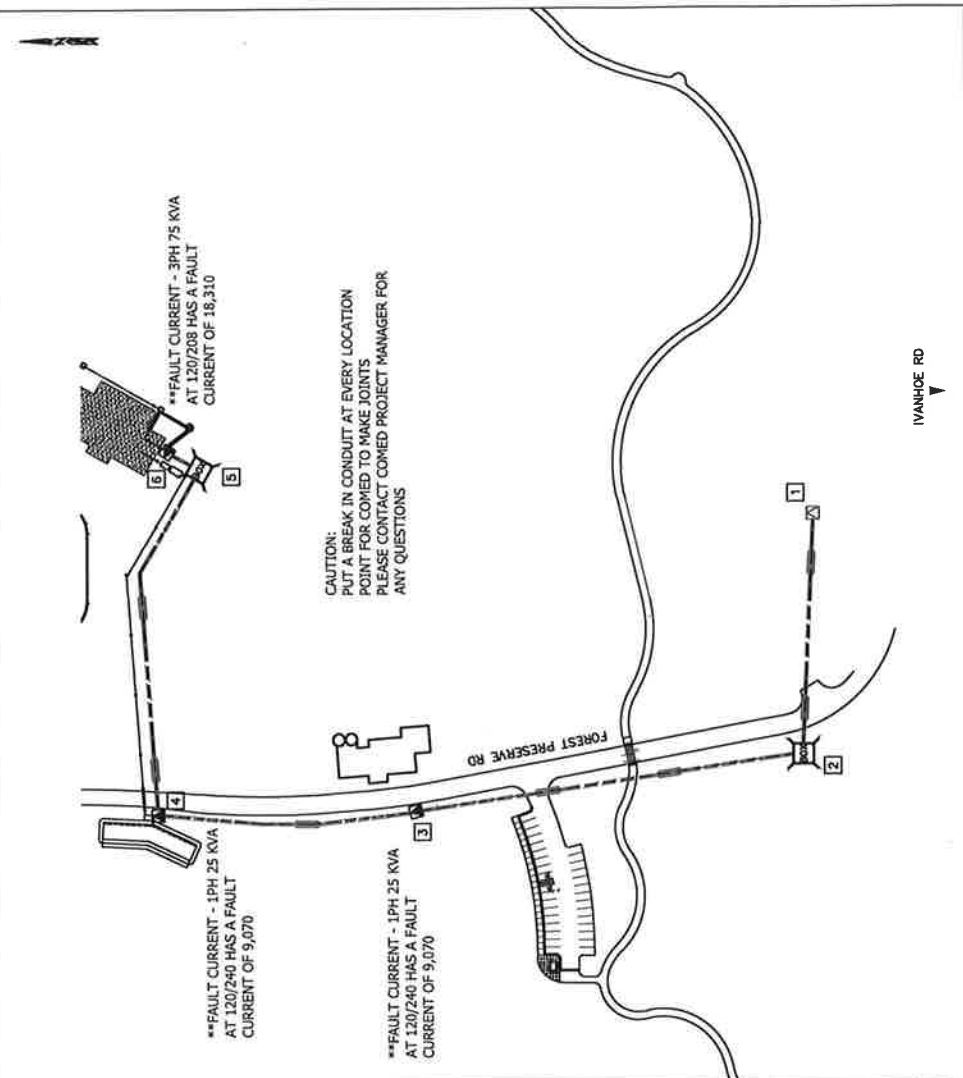 **FAULT CURRENT - 3PH 75 KVA
AT 120/208 HAS A FAULT
CURRENT OF 18,310
6
5
CAUTION:
PUT A BREAK IN CONDUIT AT EVERY LOCATION
POINT FOR COMED TO MAKE JOINTS
PLEASE CONTACT COMED PROJECT MANAGER FOR
ANY QUESTIONS
4
**FAULT CURRENT - 1PH 25 KVA
AT 120/240 HAS A FAULT
CURRENT OF 9,070
3
**FAULT CURRENT - 1PH 25 KVA
AT 120/240 HAS A FAULT
CURRENT OF 9,070
FOREST PRESERVE RD
IVANHOE RD
1
2